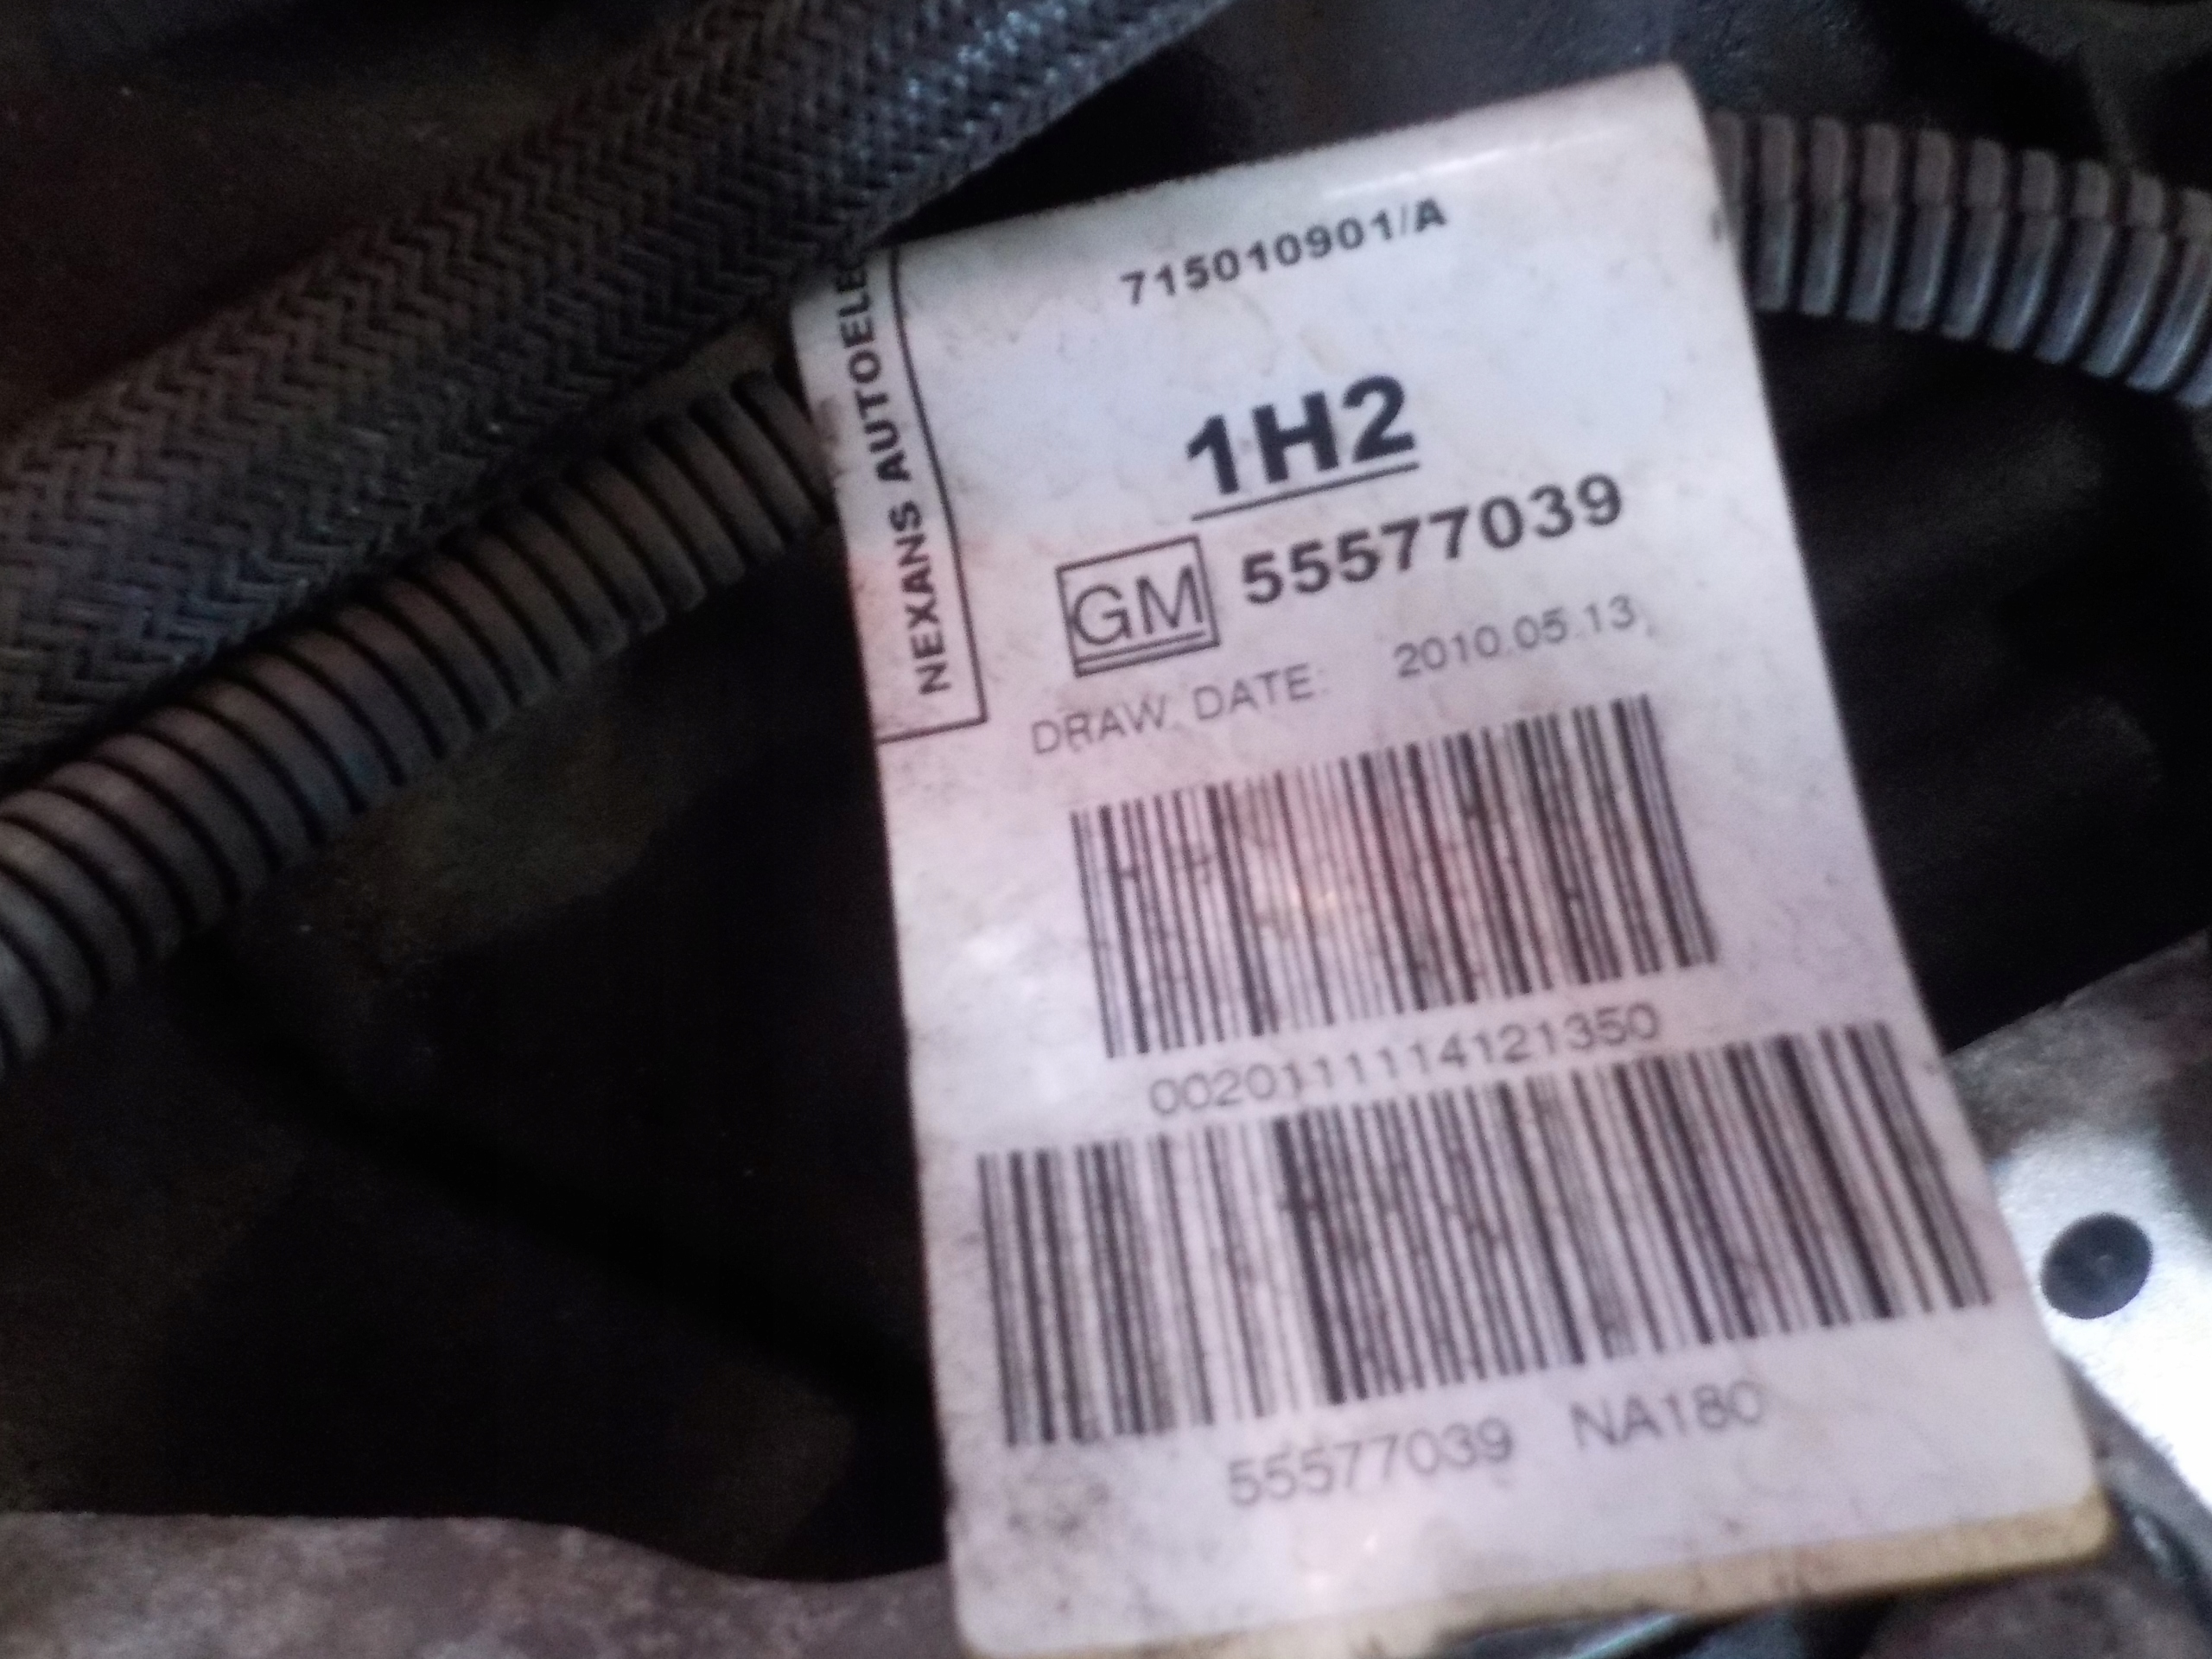 715010901/A
1H2
GM 55577039
DRAW. DATE: 2010.05.13
NEXANS AUTOELE
0020111114121350
55577039 NA180